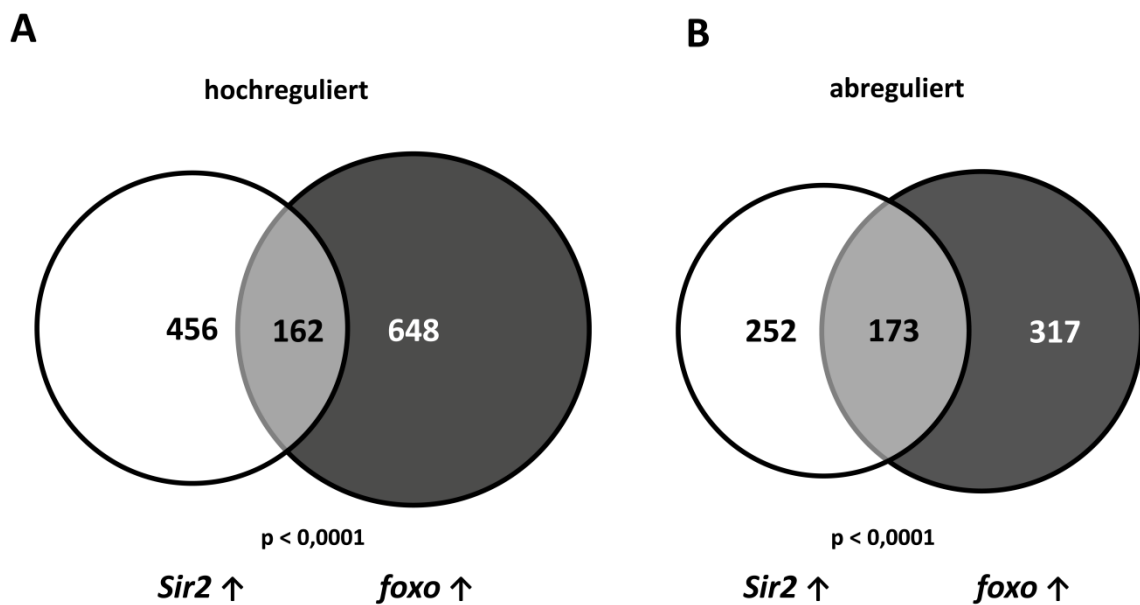 A
hochreguliert
456 162 648
p < 0,0001
Sir2 ↑ foxo ↑
B
abreguliert
252 173 317
p < 0,0001
Sir2 ↑ foxo ↑